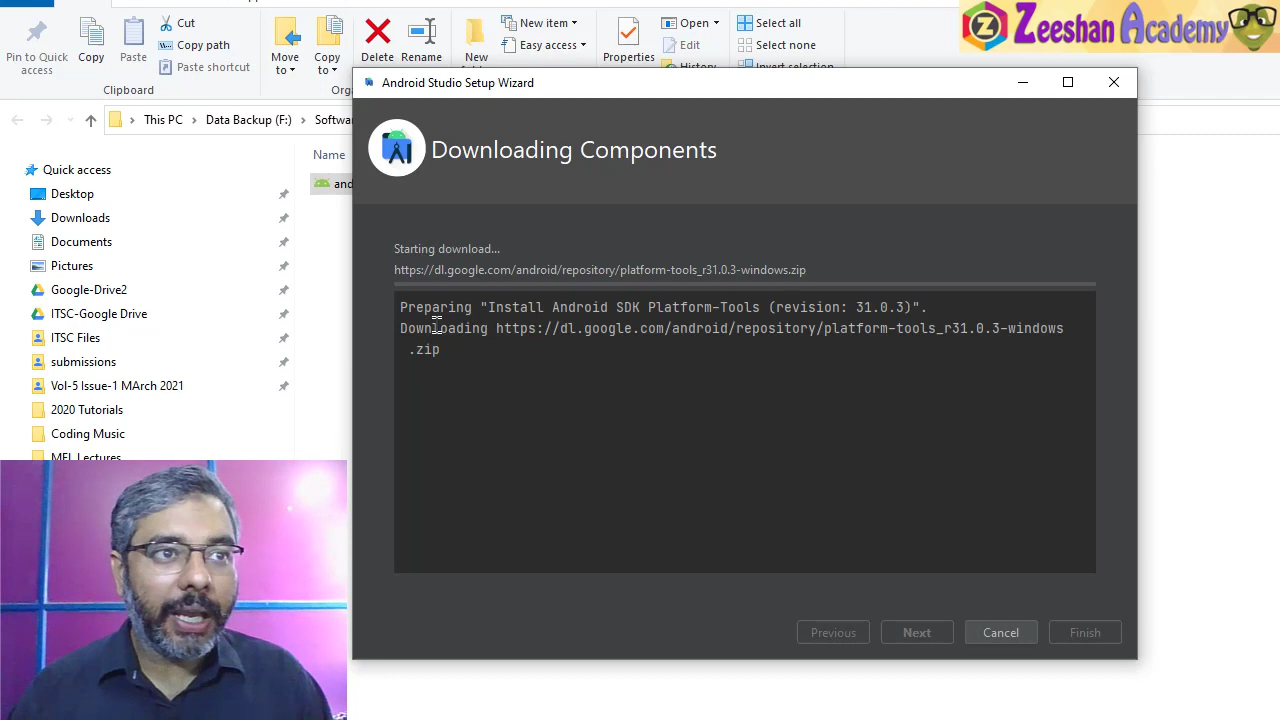 Cut
Copy path
Paste shortcut
Pin to Quick
access
Copy
Paste
Clipboard
Move
to
Copy
to
Delete
Rename
New item
Easy access
New
Properties
Open
Edit
History
Select all
Select none
Invert selection
Zeeshan Academy
This PC
Data Backup (F:)
Name
Quick access
Desktop
Downloads
Documents
Pictures
Google-Drive2
ITSC-Google Drive
ITSC Files
submissions
Vol-5 Issue-1 MArch 2021
2020 Tutorials
Coding Music
Android Studio Setup Wizard
Downloading Components
Starting download...
https://dl.google.com/android/repository/platform-tools_r31.0.3-windows.zip
Preparing "Install Android SDK Platform-Tools (revision: 31.0.3)".
Downloading https://dl.google.com/android/repository/platform-tools_r31.0.3-windows
.zip
Previous
Next
Cancel
Finish